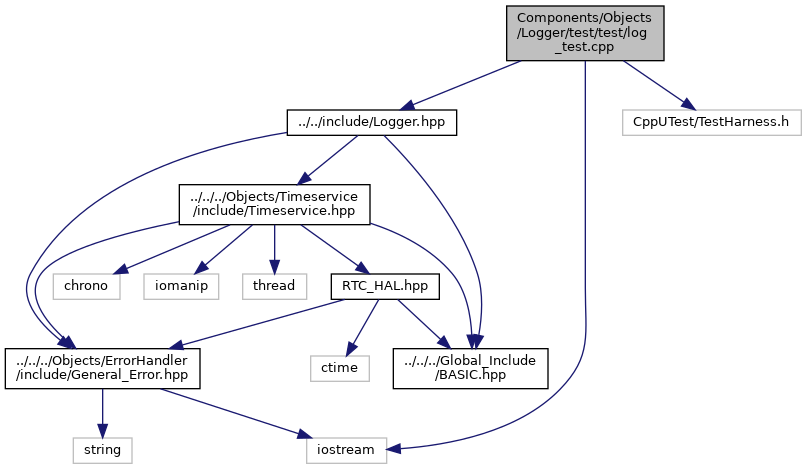 Components/Objects
/Logger/test/test/log
_test.cpp
../../include/Logger.hpp
CppUTest/TestHarness.h
../../../Objects/Timeservice
/include/Timeservice.hpp
chrono
iomanip
thread
RTC_HAL.hpp
../../../Objects/ErrorHandler
/include/General_Error.hpp
ctime
../../../Global_Include
/BASIC.hpp
string
iostream